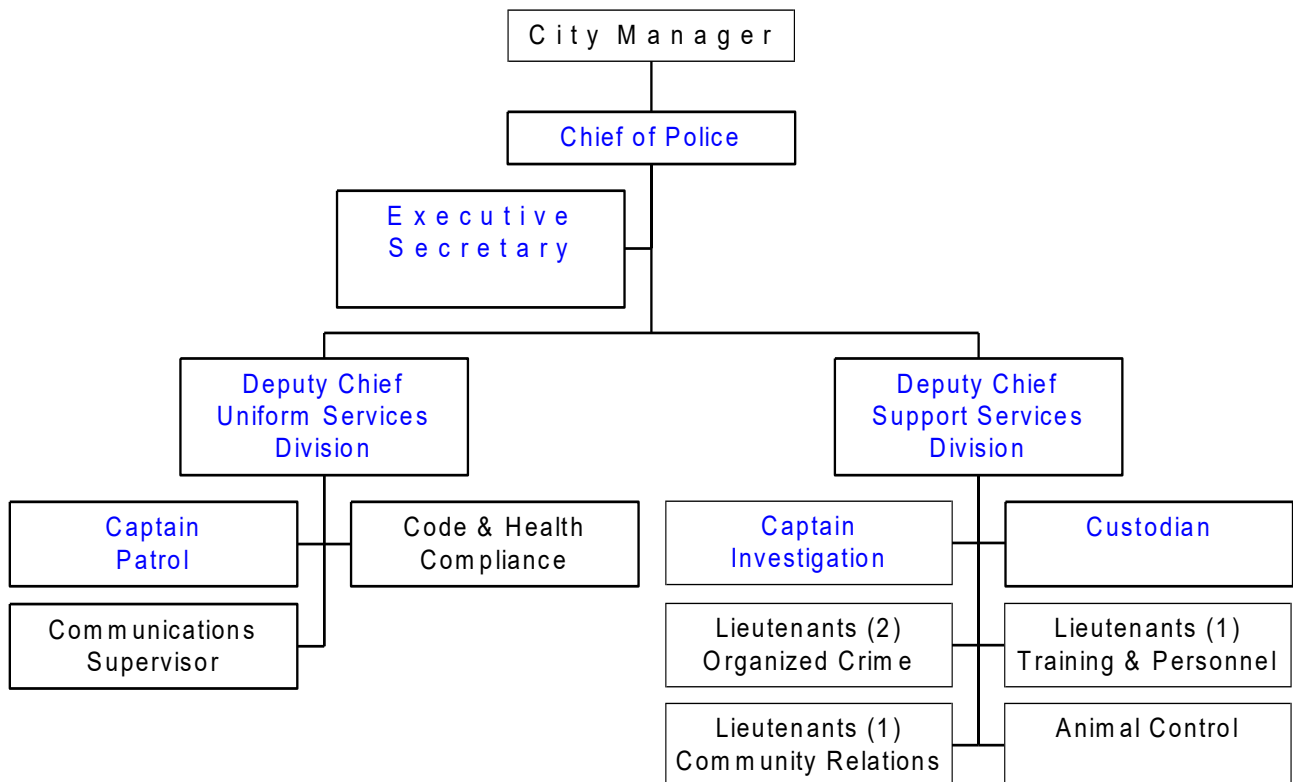 City Manager
Chief of Police
Executive
Secretary
Deputy Chief
Uniform Services
Division
Deputy Chief
Support Services
Division
Captain
Patrol
Code & Health
Compliance
Captain
Investigation
Custodian
Communications
Supervisor
Lieutenants (2)
Organized Crime
Lieutenants (1)
Training & Personnel
Lieutenants (1)
Community Relations
Animal Control